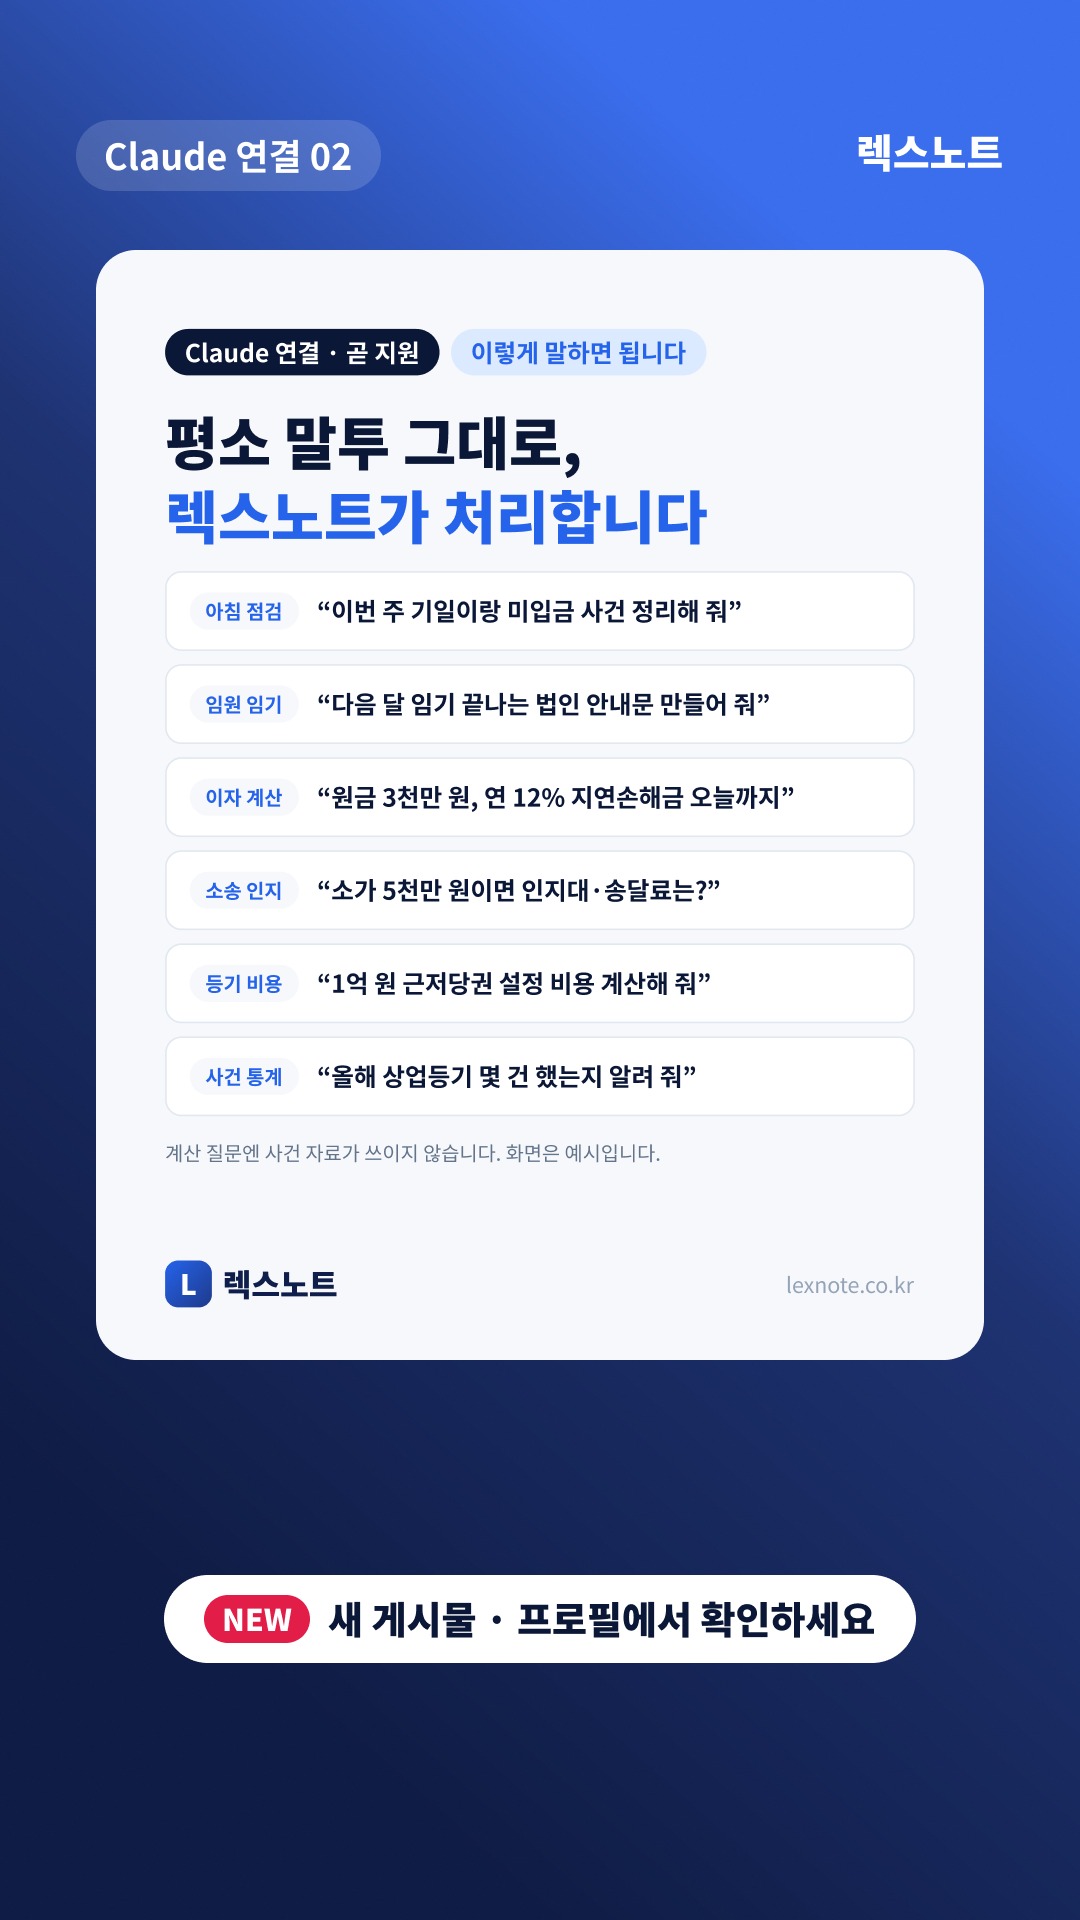 Claude 연결 02
렉스노트
Claude 연결 · 곧 지원
이렇게 말하면 됩니다
평소 말투 그대로,
렉스노트가 처리합니다
아침 점검 “이번 주 기일이랑 미입금 사건 정리해 줘”
임원 임기 “다음 달 임기 끝나는 법인 안내문 만들어 줘”
이자 계산 “원금 3천만 원, 연 12% 지연손해금 오늘까지”
소송 인지 “소가 5천만 원이면 인지대·송달료는?”
등기 비용 “1억 원 근저당권 설정 비용 계산해 줘”
사건 통계 “올해 상업등기 몇 건 했는지 알려 줘”
계산 질문엔 사건 자료가 쓰이지 않습니다. 화면은 예시입니다.
L 렉스노트
lexnote.co.kr
NEW 새 게시물 · 프로필에서 확인하세요